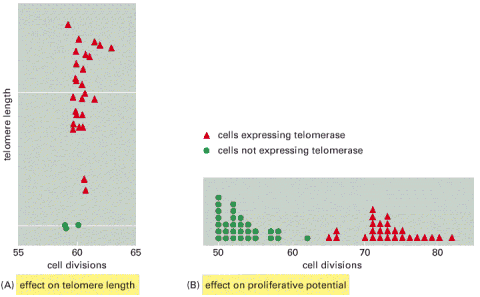 telomere length
55 60 65
cell divisions
(A) effect on telomere length
cells expressing telomerase
cells not expressing telomerase
50 60 70 80
cell divisions
(B) effect on proliferative potential